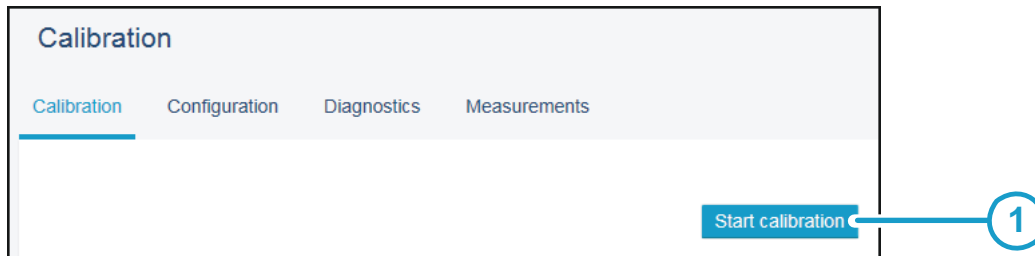 Calibration
Calibration Configuration Diagnostics Measurements
Start calibration
1